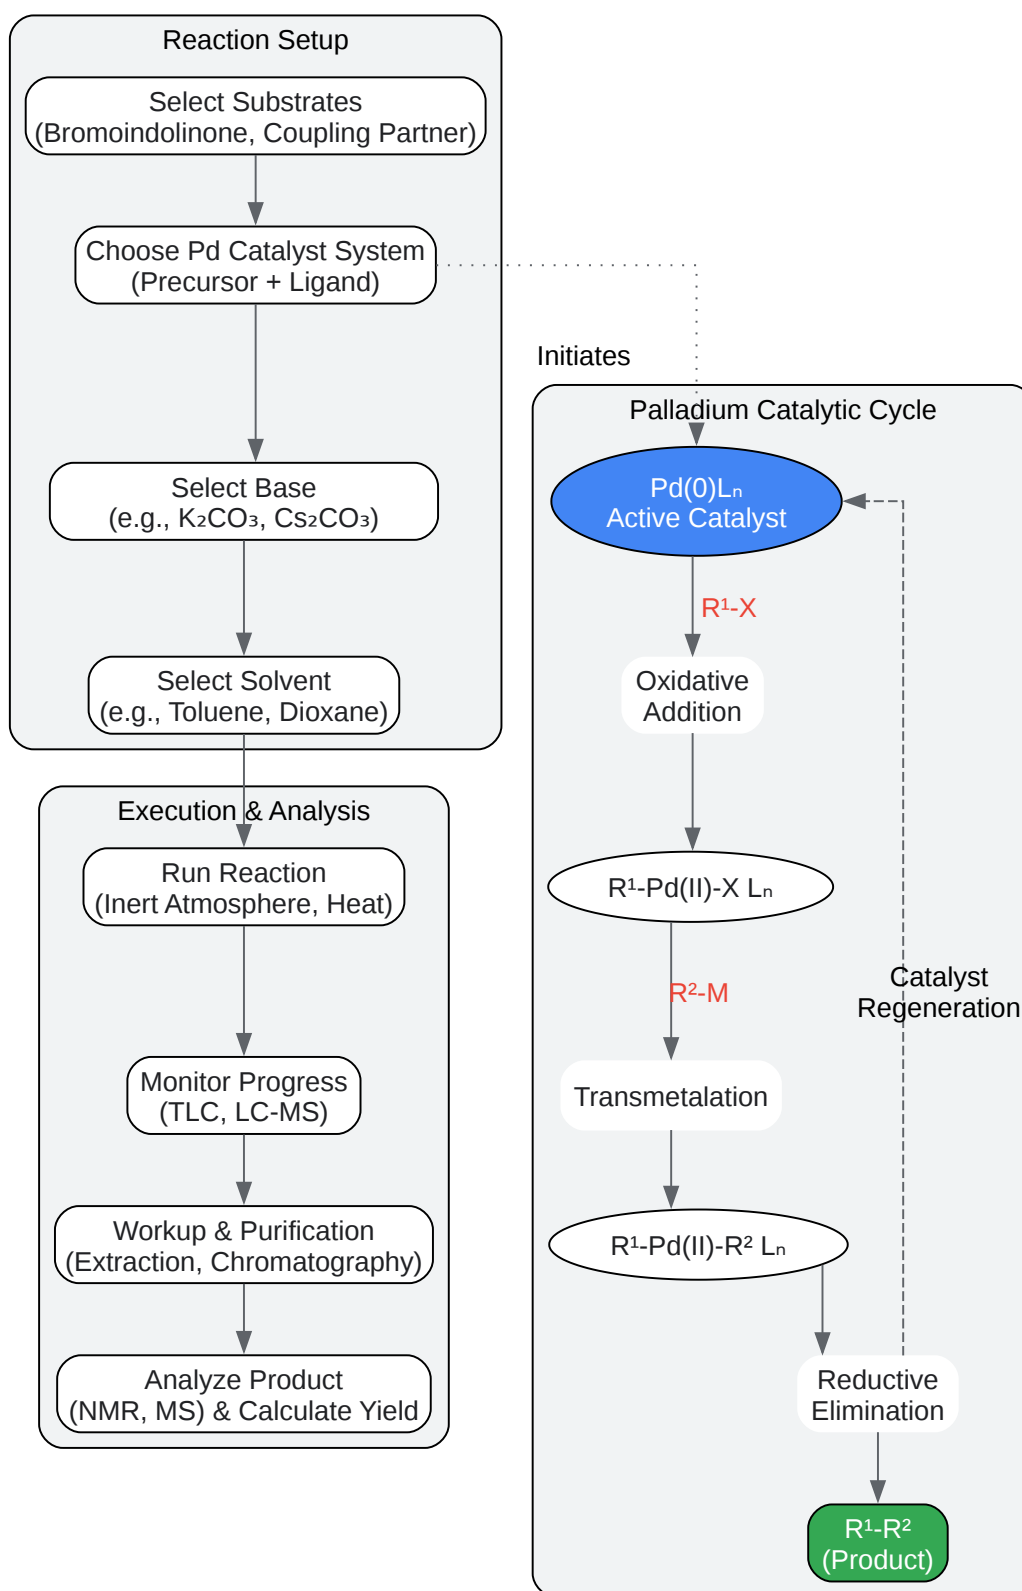 Reaction Setup
Select Substrates
(Bromoindolinone, Coupling Partner)
Choose Pd Catalyst System
(Precursor + Ligand)
Select Base
(e.g., K₂CO₃, Cs₂CO₃)
Select Solvent
(e.g., Toluene, Dioxane)
Execution & Analysis
Run Reaction
(Inert Atmosphere, Heat)
Monitor Progress
(TLC, LC-MS)
Workup & Purification
(Extraction, Chromatography)
Analyze Product
(NMR, MS) & Calculate Yield
Initiates
Palladium Catalytic Cycle
Pd(0)Lₙ
Active Catalyst
R¹-X
Oxidative
Addition
R¹-Pd(II)-X Lₙ
R²-M
Transmetalation
R¹-Pd(II)-R² Lₙ
Catalyst
Regeneration
Reductive
Elimination
R¹-R²
(Product)